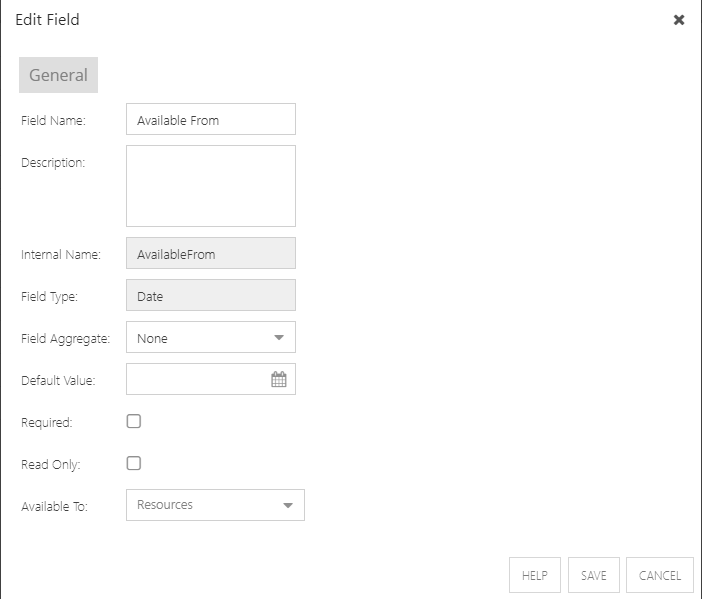 Edit Field
General
Field Name: Available From
Description:
Internal Name: AvailableFrom
Field Type: Date
Field Aggregate: None
Default Value:
Required:
Read Only:
Available To: Resources
HELP SAVE CANCEL